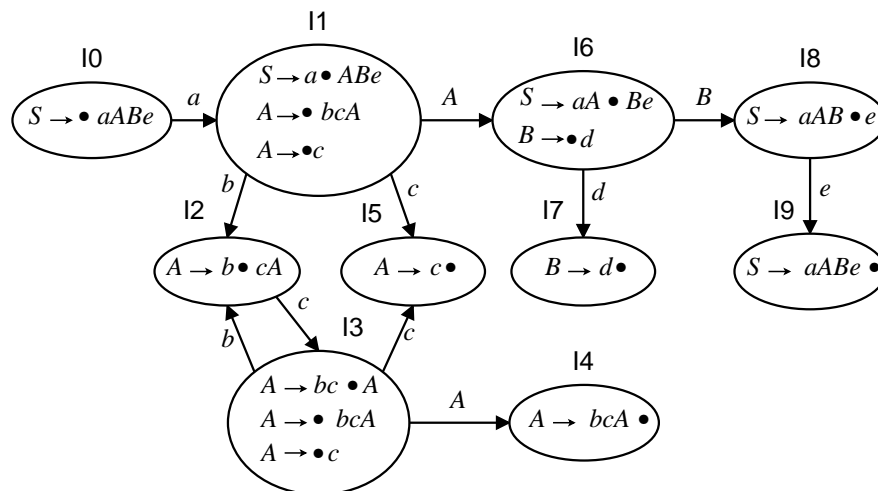 I1
I0
I6
I8
S → • aABe
a
S → a • ABe
A → • bcA
A → •c
A
S → aA • Be
B → •d
B
S → aAB • e
b
c
d
e
I2
I5
I7
I9
A → b • cA
A → c •
B → d •
S → aABe •
c
I3
b
c
I4
A → bc • A
A → • bcA
A → • c
A
A → bcA •